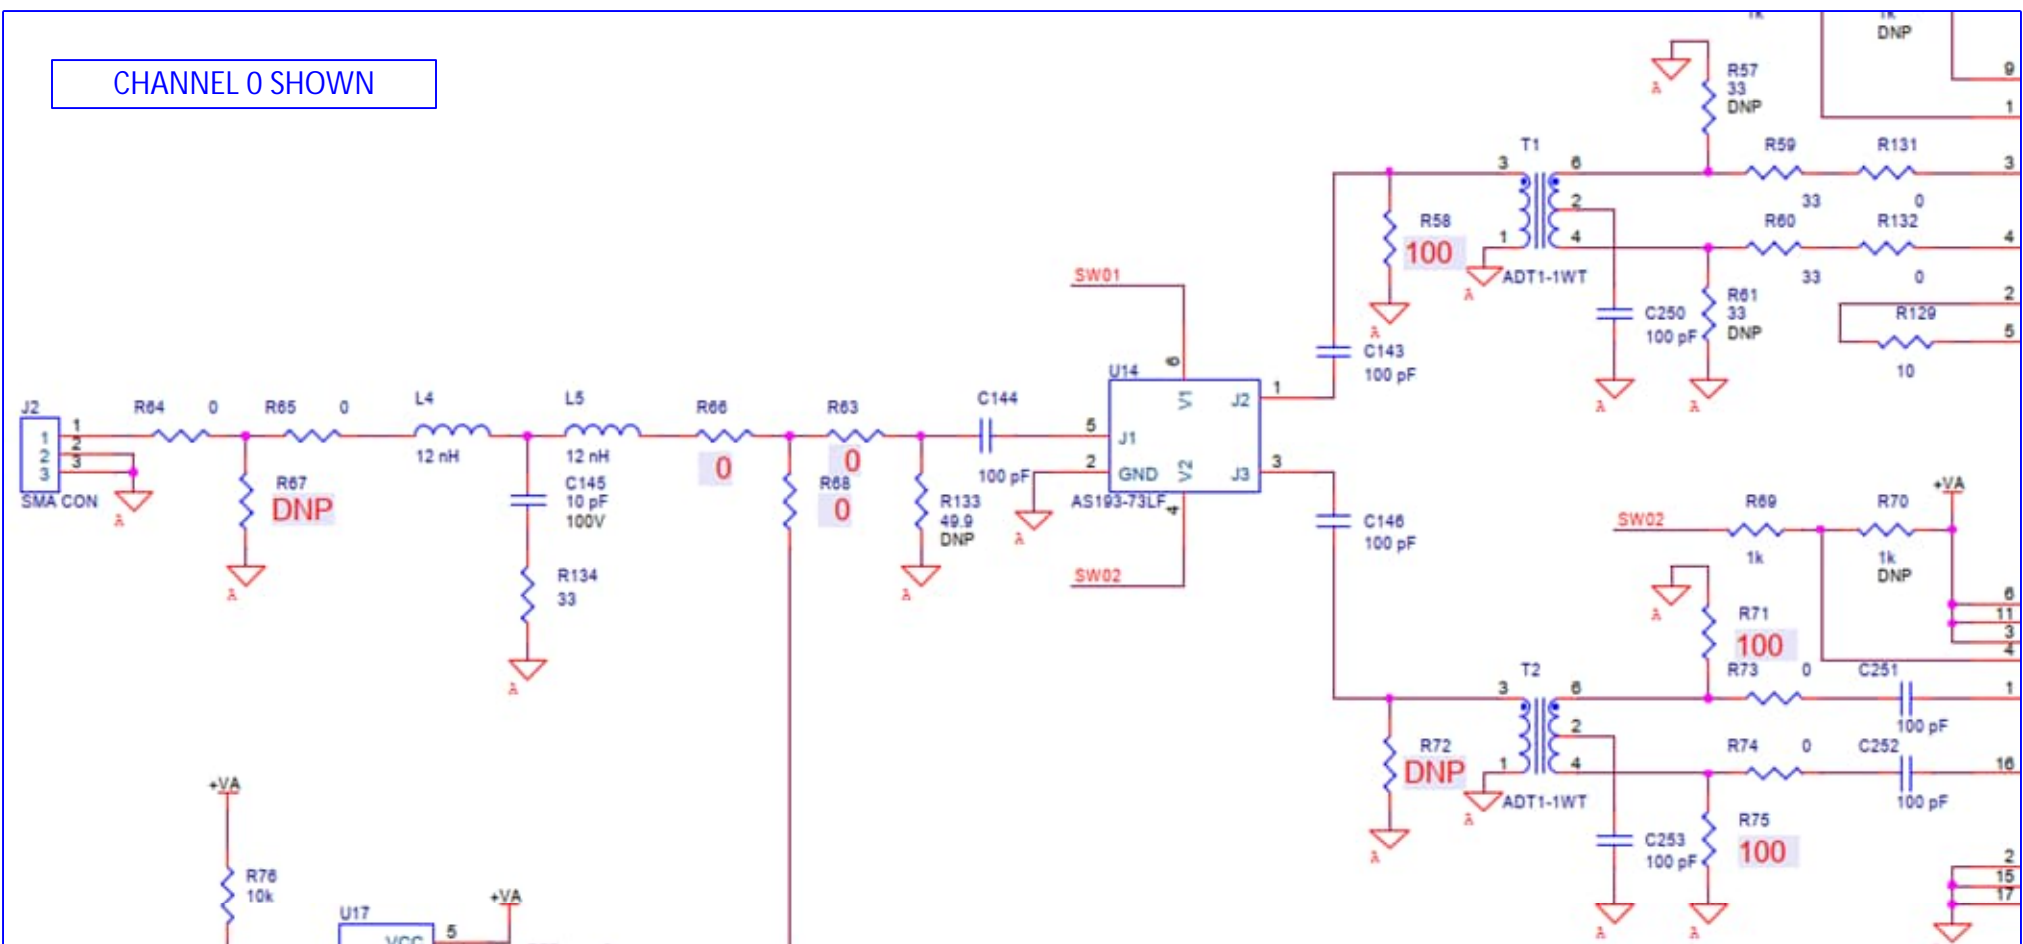 CHANNEL 0 SHOWN
1k
DNP
9
1
R57
33
DNP
T1
3
6
2
1
4
ADT1-1WT
R59
33
R131
0
3
R60
33
R132
0
4
R58
100
A
A
A
C250
100 pF
A
R61
33
DNP
A
2
R129
10
5
SW01
6
C143
100 pF
U14
V1
J2
1
J1
5
GND
2
V2
J3
3
AS193-73LF
4
SW02
A
J2
1
2
3
1
2
3
SMA CON
A
R64
0
R65
0
R67
DNP
A
L4
12 nH
L5
12 nH
C145
10 pF
100V
R134
33
A
R66
0
R63
0
R68
0
R133
49.9
DNP
A
C144
100 pF
C146
100 pF
SW02
R69
1k
R70
1k
DNP
+VA
6
11
3
4
A
R71
100
T2
3
6
2
1
4
ADT1-1WT
R73
0
C251
100 pF
1
R74
0
C252
100 pF
16
R72
DNP
A
A
C253
100 pF
A
R75
100
A
2
15
17
+VA
R76
10k
U17
VCC
5
+VA